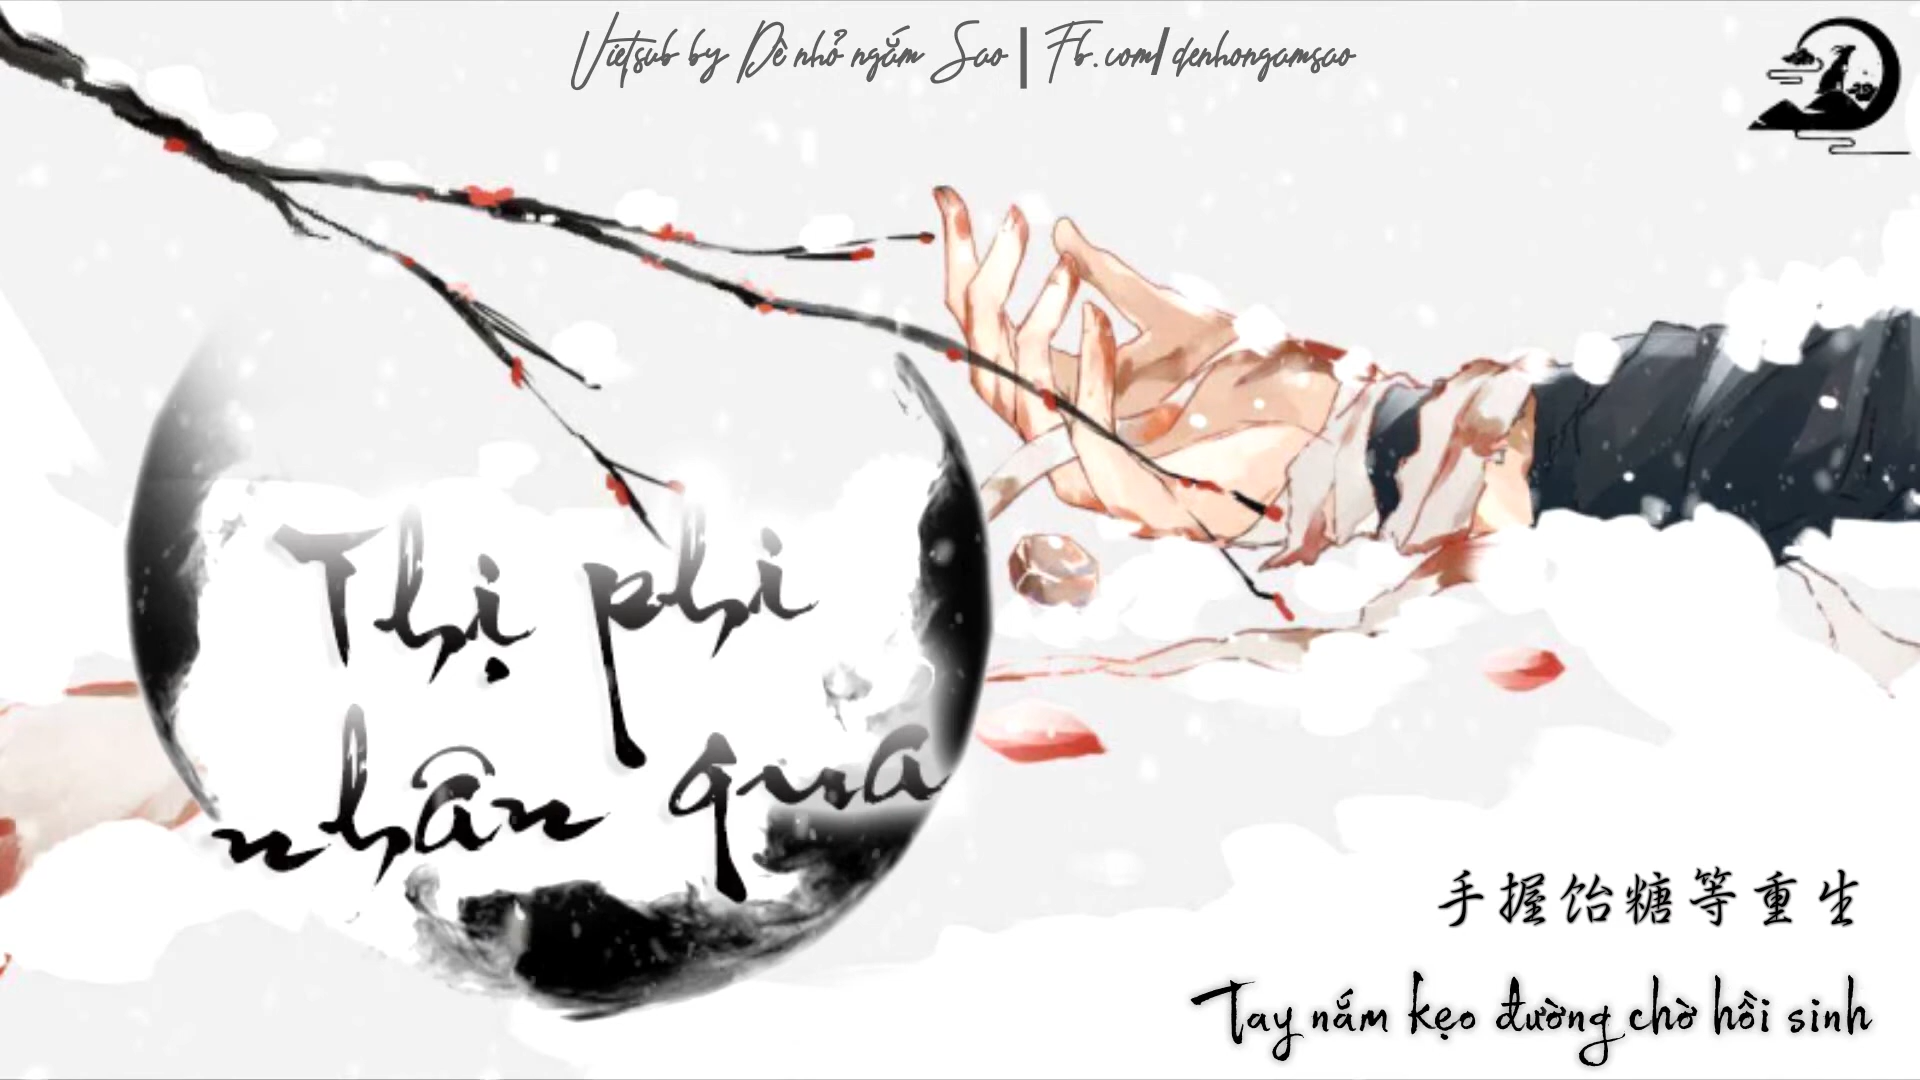 Vietsub by Dê nhỏ ngắm Sao | Fb.com/denhongamsao
Thị phi
nhân quả
手握饴糖等重生
Tay nắm kẹo đường chờ hồi sinh